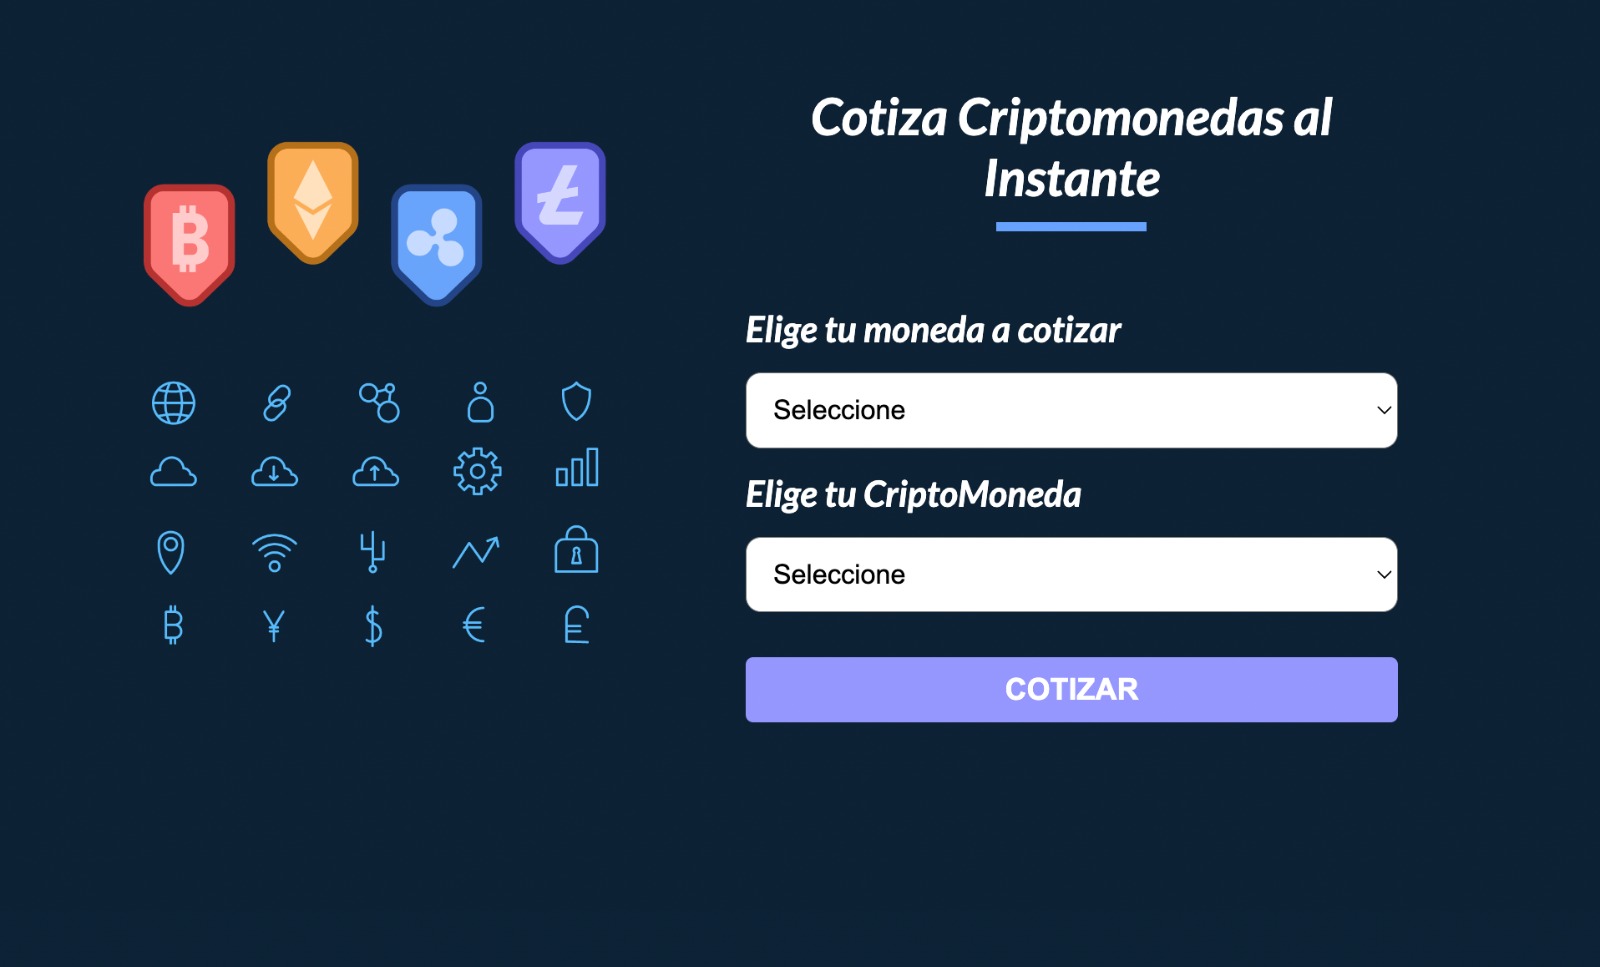 Cotiza Criptomonedas al
Instante
Elige tu moneda a cotizar
Seleccione
Elige tu CriptoMoneda
Seleccione
COTIZAR